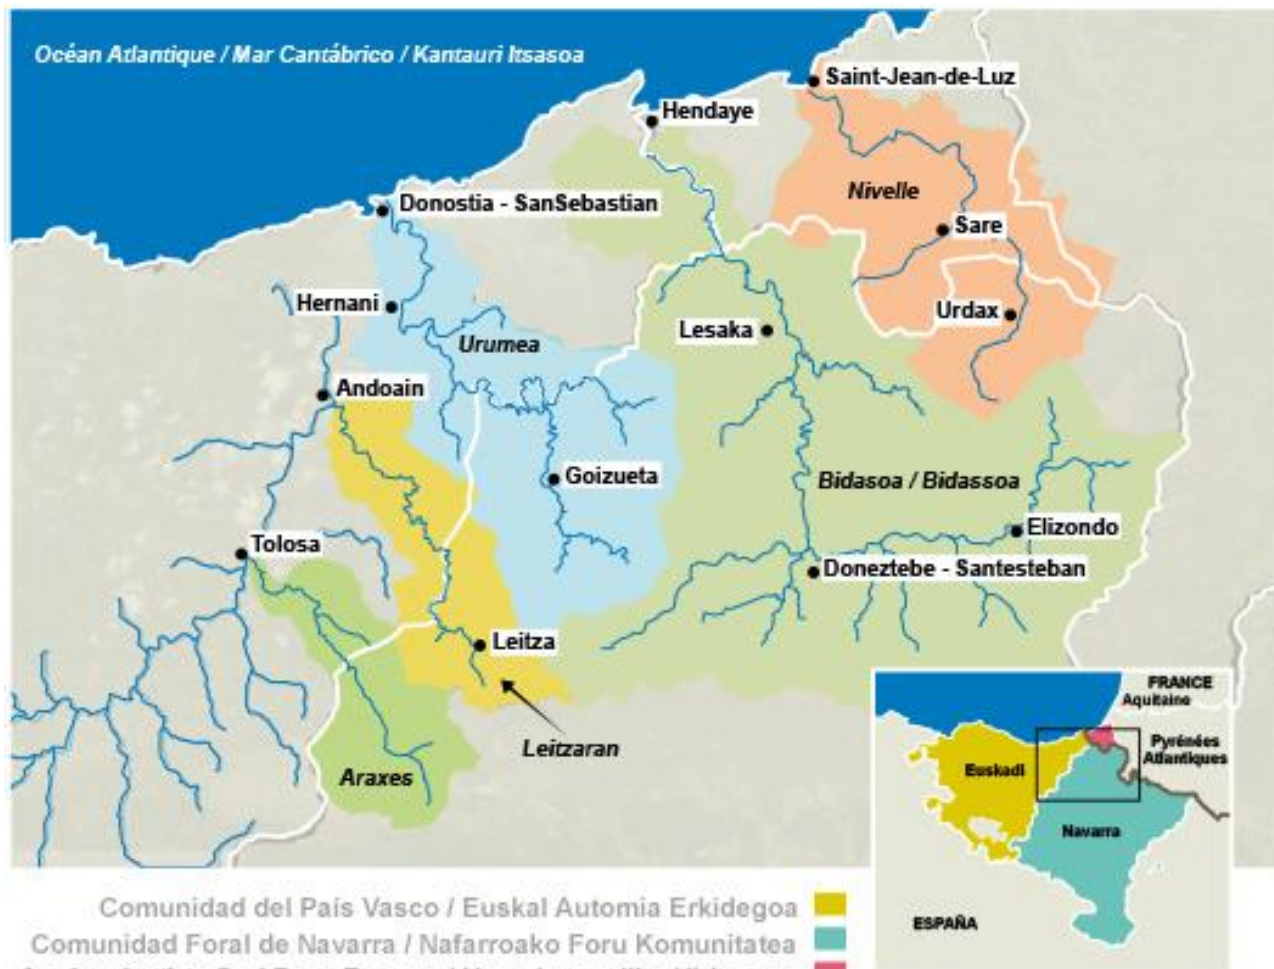 Océan Atlantique / Mar Cantábrico / Kantauri Itsasoa
Saint-Jean-de-Luz
Hendaye
Nivelle
Donostia - SanSebastian
Sare
Hernani
Urdax
Lesaka
Urumea
Andoain
Goizueta
Bidasoa / Bidassoa
Elizondo
Tolosa
Doneztebe - Santesteban
Leitza
Leitzaran
Araxes
FRANCE
Aquitaine
Pyrénées
Atlantiques
Euskadi
Navarra
ESPAÑA
Comunidad del País Vasco / Euskal Automia Erkidegoa
Comunidad Foral de Navarra / Nafarroako Foru Komunitatea